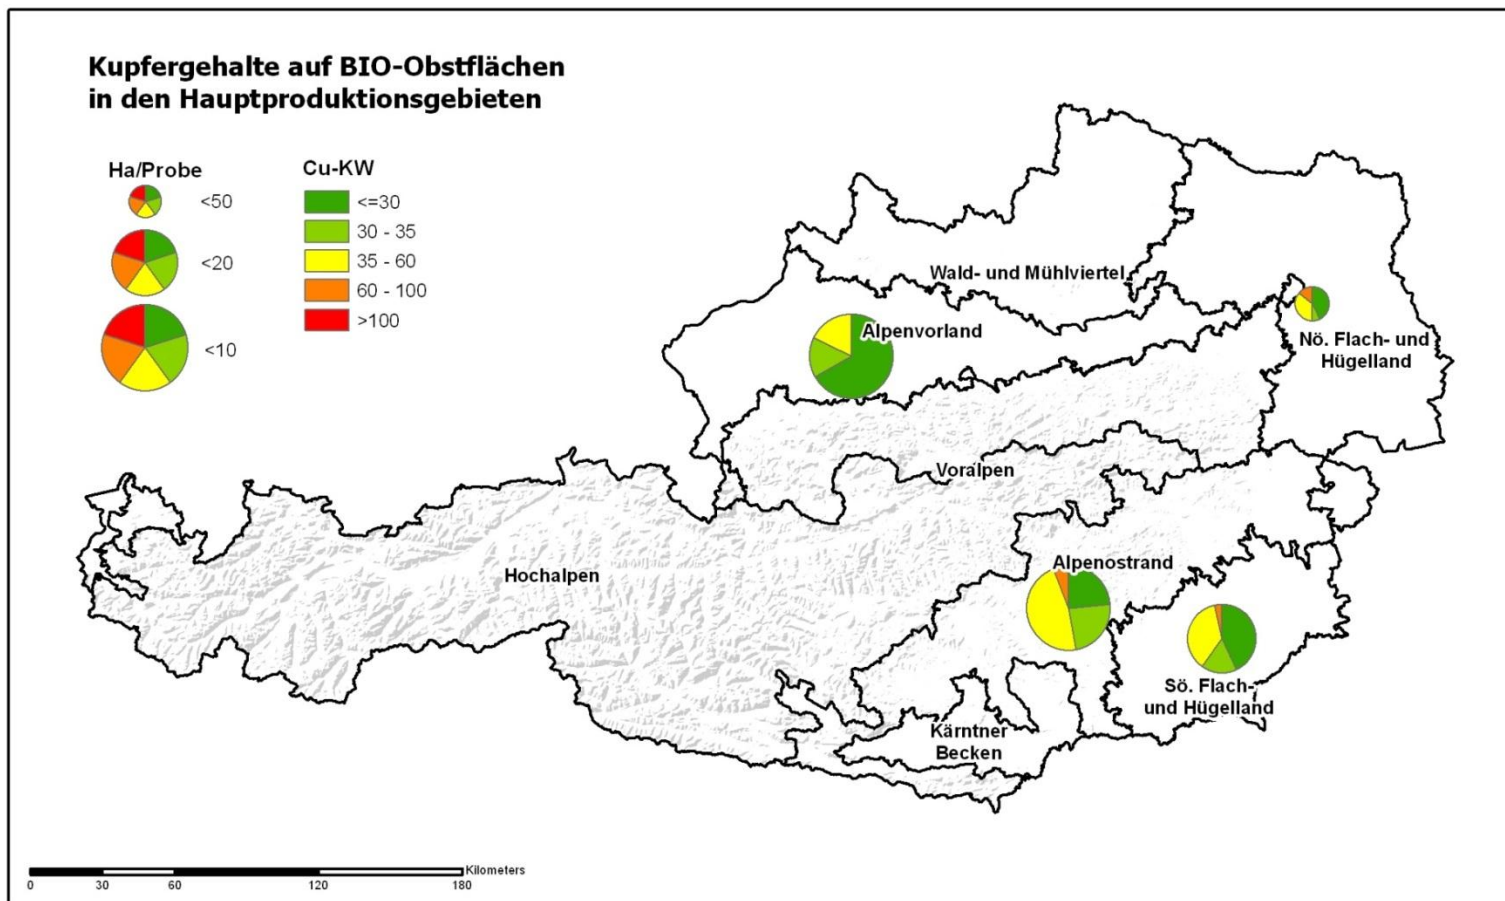 Kupfergehalte auf BIO-Obstflächen
in den Hauptproduktionsgebieten
Ha/Probe
<50
<20
<10
Cu-KW
<=30
30 - 35
35 - 60
60 - 100
>100
Wald- und Mühlviertel
Alpenvorland
Nö. Flach- und
Hügelland
Voralpen
Hochalpen
Alpenostrand
Sö. Flach-
und Hügelland
Kärntner
Becken
Kilometers
0 30 60 120 180